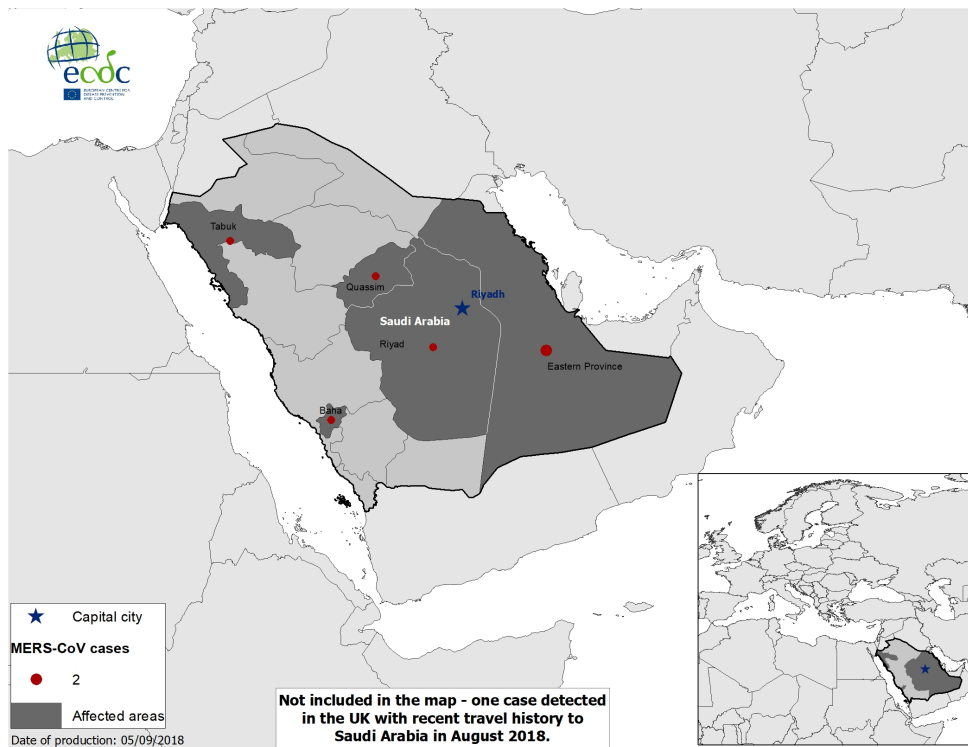 ecdc
EUROPEAN CENTRE FOR
DISEASE PREVENTION
AND CONTROL
Tabuk
Quassim
Riyadh
Saudi Arabia
Riyad
Eastern Province
Baha
Capital city
MERS-CoV cases
2
Affected areas
Date of production: 05/09/2018
Not included in the map - one case detected
in the UK with recent travel history to
Saudi Arabia in August 2018.